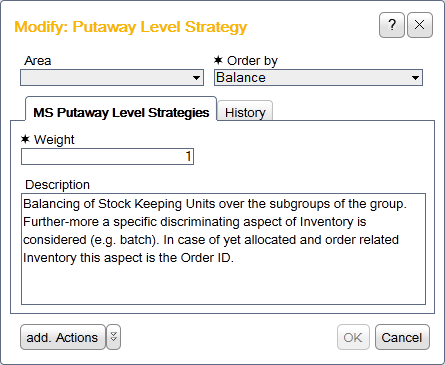 Modify: Putaway Level Strategy
? ×
Area ✶ Order by
Balance
MS Putaway Level Strategies History
✶ Weight
1
Description
Balancing of Stock Keeping Units over the subgroups of the group.
Further-more a specific discriminating aspect of Inventory is
considered (e.g. batch). In case of yet allocated and order related
Inventory this aspect is the Order ID.
add. Actions OK Cancel